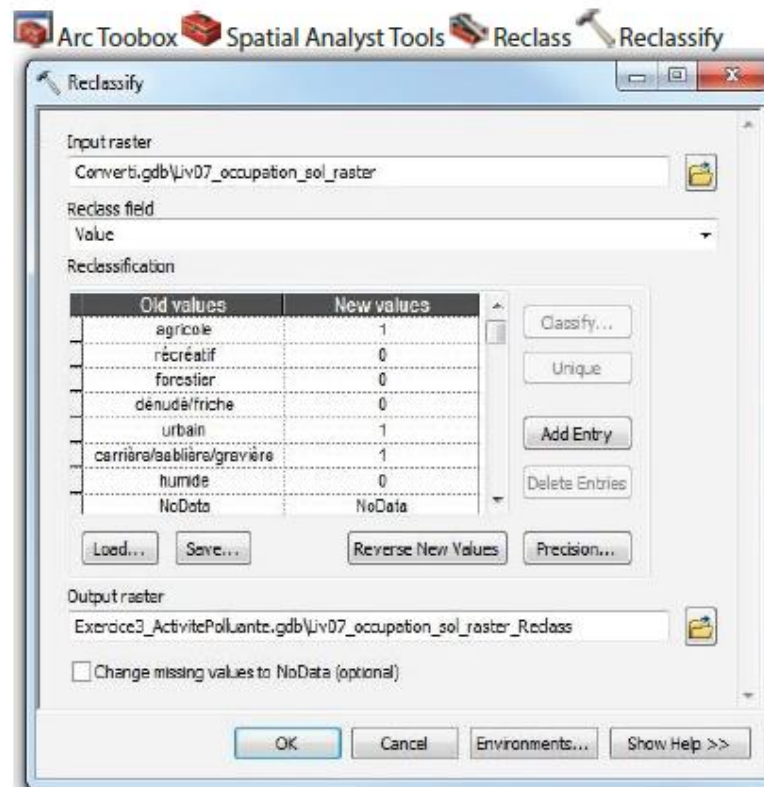 Arc Toobox Spatial Analyst Tools Reclass Reclassify
Reclassify
Input raster
Converti.gdb\Liv07_occupation_sol_raster
Reclass field
Value
Reclassification
Old values New values
agricole 1
récréatif 0
forestier 0
dénudé/friche 0
urbain 1
carrière/sablière/gravière 1
humide 0
NoData NoData
Classify...
Unique
Add Entry
Delete Entries
Load... Save... Reverse New Values Precision...
Output raster
Exercice3_ActivitePolluante.gdb\Liv07_occupation_sol_raster_Reclass
Change missing values to NoData (optional)
OK Cancel Environments... Show Help >>